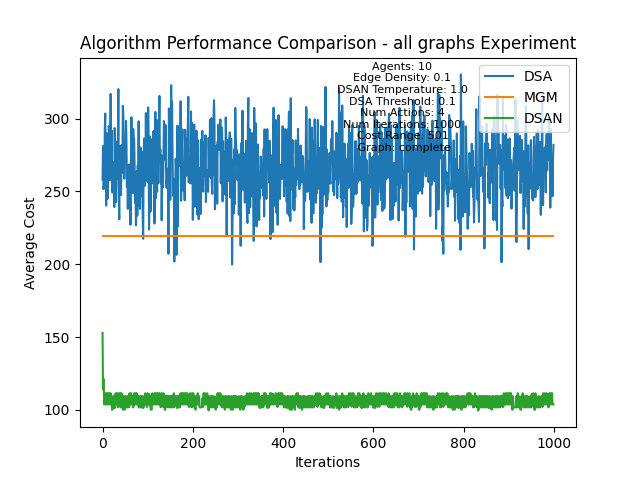 Algorithm Performance Comparison - all graphs Experiment
Agents: 10
Edge Density: 0.1
DSAN Temperature: 1.0
DSA Threshold: 0.1
Num Actions: 4
Num Iterations: 1000
Cost Range: 501
Graph: complete
DSA
MGM
DSAN
Average Cost
300
250
200
150
100
0
200
400
600
800
1000
Iterations